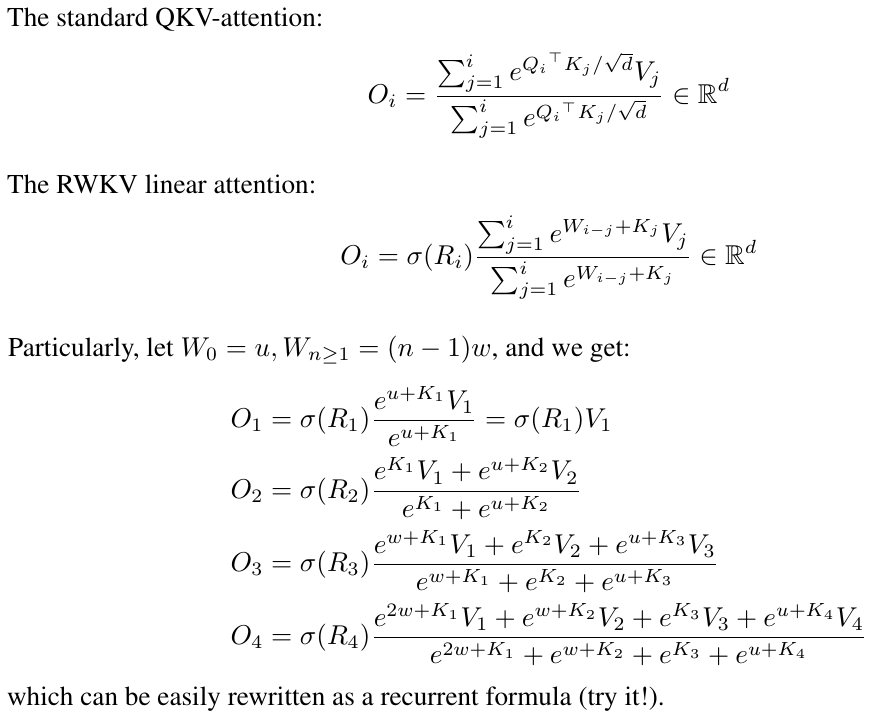 The standard QKV-attention:
$$O_i = \frac{\sum_{j=1}^{i} e^{Q_i^\top K_j/\sqrt{d}} V_j}{\sum_{j=1}^{i} e^{Q_i^\top K_j/\sqrt{d}}} \in \mathbb{R}^d$$
The RWKV linear attention:
$$O_i = \sigma(R_i) \frac{\sum_{j=1}^{i} e^{W_{i-j}+K_j} V_j}{\sum_{j=1}^{i} e^{W_{i-j}+K_j}} \in \mathbb{R}^d$$
Particularly, let $W_0 = u, W_{n \geq 1} = (n-1)w$, and we get:
$$O_1 = \sigma(R_1) \frac{e^{u+K_1} V_1}{e^{u+K_1}} = \sigma(R_1) V_1$$
$$O_2 = \sigma(R_2) \frac{e^{K_1} V_1 + e^{u+K_2} V_2}{e^{K_1} + e^{u+K_2}}$$
$$O_3 = \sigma(R_3) \frac{e^{w+K_1} V_1 + e^{K_2} V_2 + e^{u+K_3} V_3}{e^{w+K_1} + e^{K_2} + e^{u+K_3}}$$
$$O_4 = \sigma(R_4) \frac{e^{2w+K_1} V_1 + e^{w+K_2} V_2 + e^{K_3} V_3 + e^{u+K_4} V_4}{e^{2w+K_1} + e^{w+K_2} + e^{K_3} + e^{u+K_4}}$$
which can be easily rewritten as a recurrent formula (try it!).